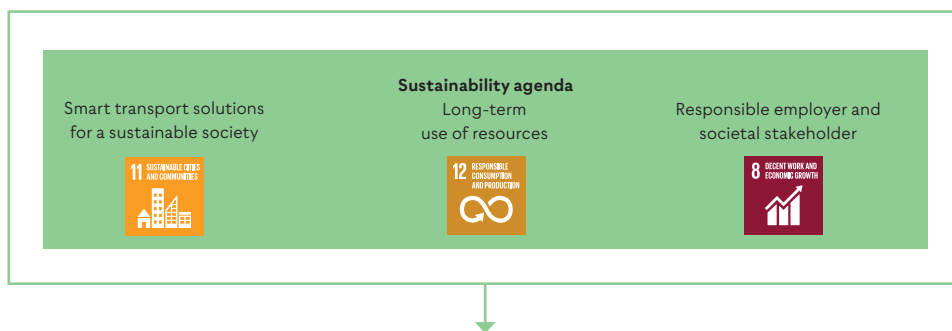 Sustainability agenda
Smart transport solutions
for a sustainable society
11 SUSTAINABLE CITIES
AND COMMUNITIES
Long-term
use of resources
12 RESPONSIBLE
CONSUMPTION
AND PRODUCTION
Responsible employer and
societal stakeholder
8 DECENT WORK AND
ECONOMIC GROWTH